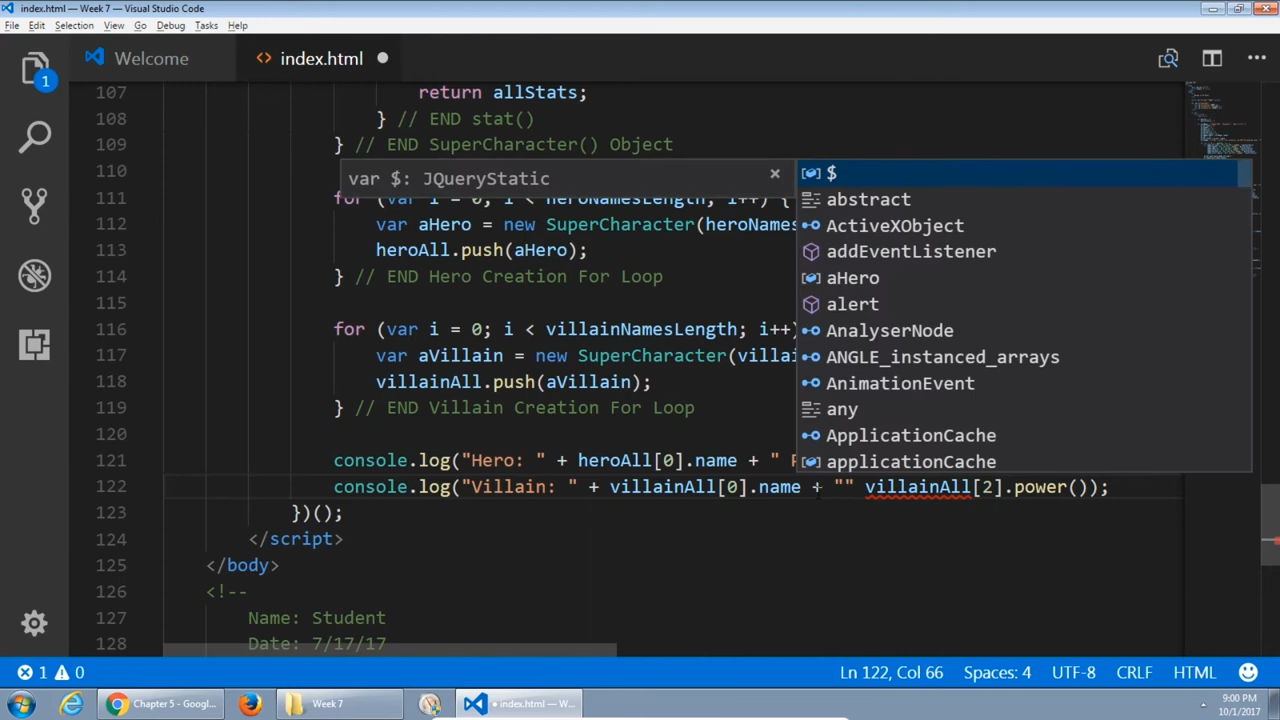 index.html — Week 7 — Visual Studio Code
File Edit Selection View Go Debug Tasks Help
1
Welcome
index.html
107 return allStats;
108 } // END stat()
109 } // END SuperCharacter() Object
110
111 for (var i = 0; i < heroNamesLength; i++) {
112 var aHero = new SuperCharacter(heroNames
113 heroAll.push(aHero);
114 } // END Hero Creation For Loop
115
116 for (var i = 0; i < villainNamesLength; i++)
117 var aVillain = new SuperCharacter(villai
118 villainAll.push(aVillain);
119 } // END Villain Creation For Loop
120
121 console.log("Hero: " + heroAll[0].name + "
122 console.log("Villain: " + villainAll[0].name + "" villainAll[2].power());
123 })();
124 </script>
125 </body>
126 <!--
127 Name: Student
128 Date: 7/17/17
var $: JQueryStatic
$
abstract
ActiveXObject
addEventListener
aHero
alert
AnalyserNode
ANGLE_instanced_arrays
AnimationEvent
any
ApplicationCache
applicationCache
1 0 Ln 122, Col 66 Spaces: 4 UTF-8 CRLF HTML
Chapter 5 - Googl... Week 7 • index.html — W... 9:00 PM
10/1/2017